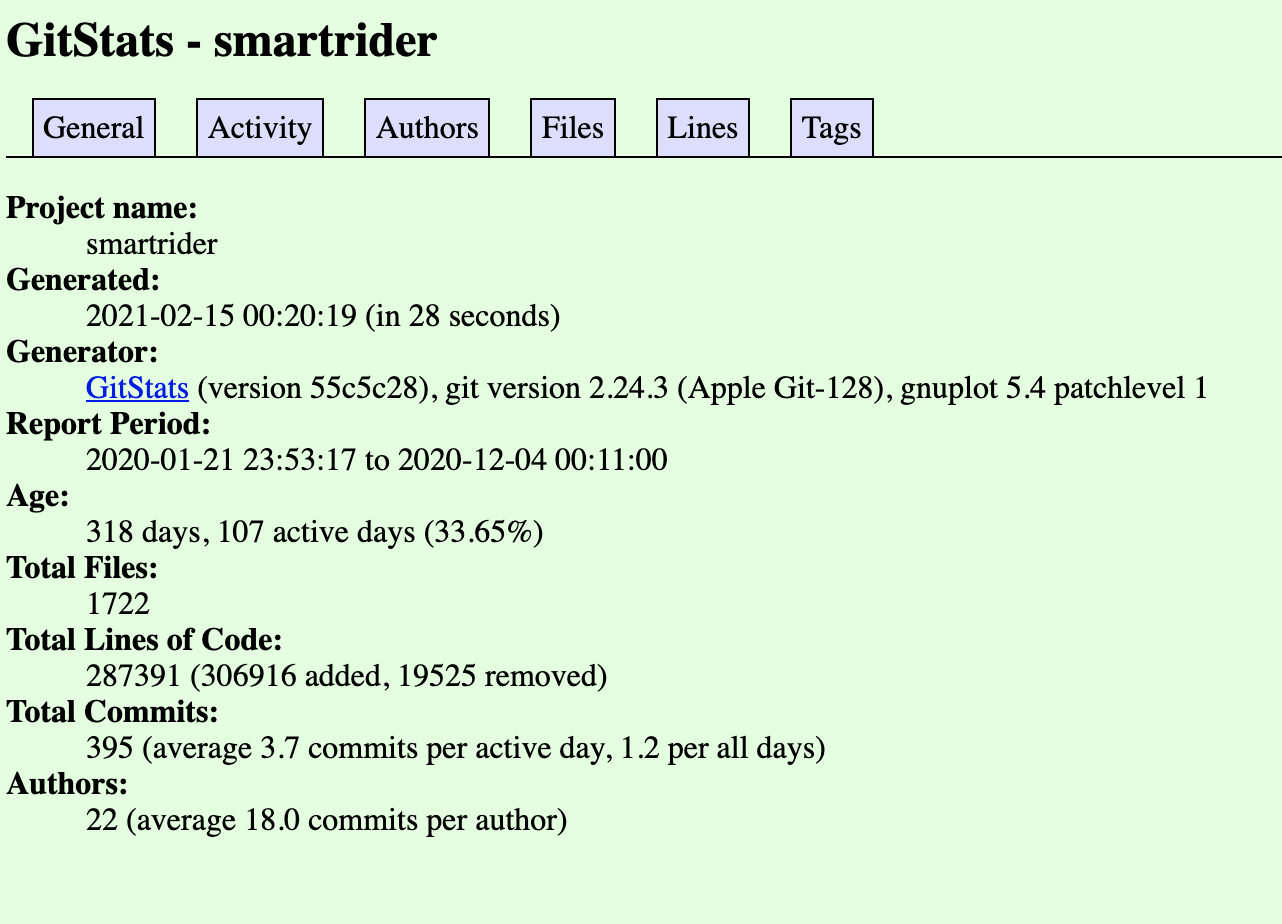 GitStats - smartrider
General Activity Authors Files Lines Tags
Project name:
smartrider
Generated:
2021-02-15 00:20:19 (in 28 seconds)
Generator:
GitStats (version 55c5c28), git version 2.24.3 (Apple Git-128), gnuplot 5.4 patchlevel 1
Report Period:
2020-01-21 23:53:17 to 2020-12-04 00:11:00
Age:
318 days, 107 active days (33.65%)
Total Files:
1722
Total Lines of Code:
287391 (306916 added, 19525 removed)
Total Commits:
395 (average 3.7 commits per active day, 1.2 per all days)
Authors:
22 (average 18.0 commits per author)